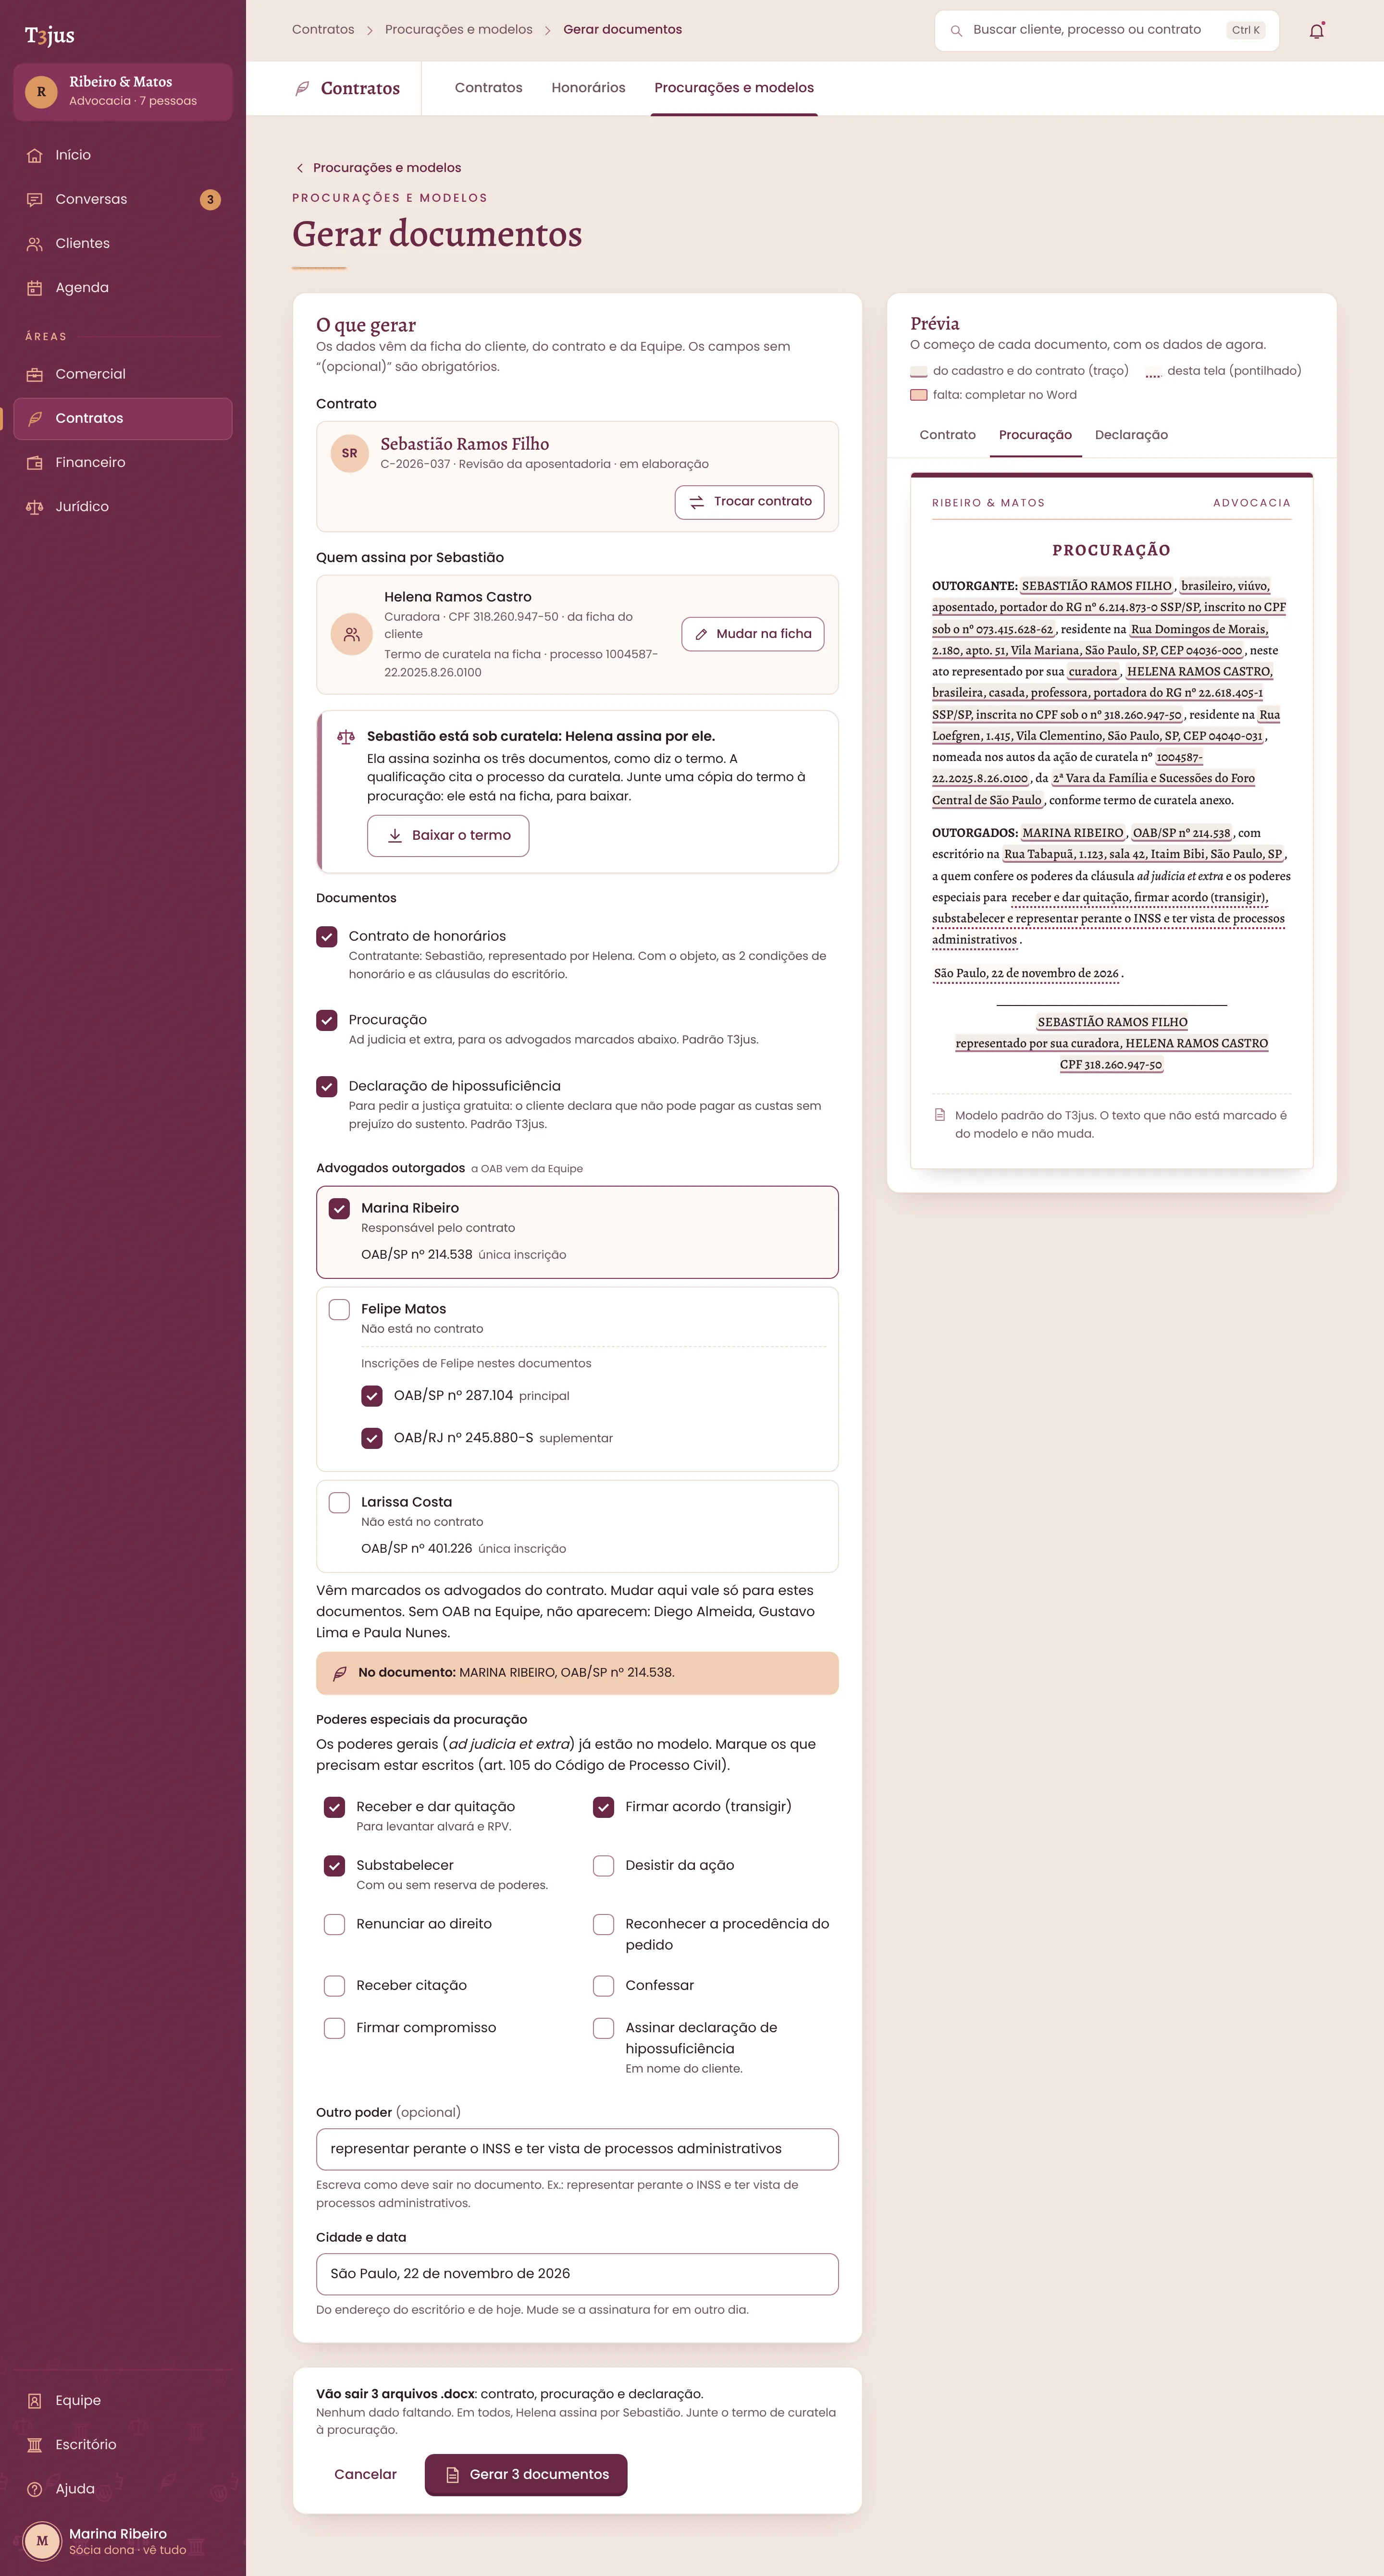 T3jus
R
Ribeiro & Matos
Advocacia · 7 pessoas
Início
Conversas
3
Clientes
Agenda
ÁREAS
Comercial
Contratos
Financeiro
Jurídico
Equipe
Escritório
Ajuda
M
Marina Ribeiro
Sócia dona · vê tudo
Contratos
Procurações e modelos
Gerar documentos
Buscar cliente, processo ou contrato
Ctrl K
Contratos
Contratos
Honorários
Procurações e modelos
Procurações e modelos
PROCURAÇÕES E MODELOS
Gerar documentos
O que gerar
Os dados vêm da ficha do cliente, do contrato e da Equipe. Os campos sem
“(opcional)” são obrigatórios.
Contrato
SR
Sebastião Ramos Filho
C-2026-037 · Revisão da aposentadoria · em elaboração
Trocar contrato
Quem assina por Sebastião
Helena Ramos Castro
Curadora · CPF 318.260.947-50 · da ficha do
cliente
Termo de curatela na ficha · processo 1004587-
22.2025.8.26.0100
Mudar na ficha
Sebastião está sob curatela: Helena assina por ele.
Ela assina sozinha os três documentos, como diz o termo. A
qualificação cita o processo da curatela. Junte uma cópia do termo à
procuração: ele está na ficha, para baixar.
Baixar o termo
Documentos
Contrato de honorários
Contratante: Sebastião, representado por Helena. Com o objeto, as 2 condições de
honorário e as cláusulas do escritório.
Procuração
Ad judicia et extra, para os advogados marcados abaixo. Padrão T3jus.
Declaração de hipossuficiência
Para pedir a justiça gratuita: o cliente declara que não pode pagar as custas sem
prejuízo do sustento. Padrão T3jus.
Advogados outorgados a OAB vem da Equipe
Marina Ribeiro
Responsável pelo contrato
OAB/SP nº 214.538 única inscrição
Felipe Matos
Não está no contrato
Inscrições de Felipe nestes documentos
OAB/SP nº 287.104 principal
OAB/RJ nº 245.880-S suplementar
Larissa Costa
Não está no contrato
OAB/SP nº 401.226 única inscrição
Vêm marcados os advogados do contrato. Mudar aqui vale só para estes
documentos. Sem OAB na Equipe, não aparecem: Diego Almeida, Gustavo
Lima e Paula Nunes.
No documento: MARINA RIBEIRO, OAB/SP nº 214.538.
Poderes especiais da procuração
Os poderes gerais (ad judicia et extra) já estão no modelo. Marque os que
precisam estar escritos (art. 105 do Código de Processo Civil).
Receber e dar quitação
Para levantar alvará e RPV.
Firmar acordo (transigir)
Substabelecer
Com ou sem reserva de poderes.
Desistir da ação
Renunciar ao direito
Reconhecer a procedência do
pedido
Receber citação
Confessar
Firmar compromisso
Assinar declaração de
hipossuficiência
Em nome do cliente.
Outro poder (opcional)
representar perante o INSS e ter vista de processos administrativos
Escreva como deve sair no documento. Ex.: representar perante o INSS e ter vista de
processos administrativos.
Cidade e data
São Paulo, 22 de novembro de 2026
Do endereço do escritório e de hoje. Mude se a assinatura for em outro dia.
Vão sair 3 arquivos .docx: contrato, procuração e declaração.
Nenhum dado faltando. Em todos, Helena assina por Sebastião. Junte o termo de curatela
à procuração.
Cancelar
Gerar 3 documentos
Prévia
O começo de cada documento, com os dados de agora.
do cadastro e do contrato (traço)
desta tela (pontilhado)
falta: completar no Word
Contrato
Procuração
Declaração
RIBEIRO & MATOS
ADVOCACIA
PROCURAÇÃO
OUTORGANTE: SEBASTIÃO RAMOS FILHO, brasileiro, viúvo,
aposentado, portador do RG nº 6.214.873-0 SSP/SP, inscrito no CPF
sob o nº 073.415.628-62, residente na Rua Domingos de Morais,
2.180, apto. 51, Vila Mariana, São Paulo, SP, CEP 04036-000, neste
ato representado por sua curadora, HELENA RAMOS CASTRO,
brasileira, casada, professora, portadora do RG nº 22.618.405-1
SSP/SP, inscrita no CPF sob o nº 318.260.947-50, residente na Rua
Loefgren, 1.415, Vila Clementino, São Paulo, SP, CEP 04040-031,
nomeada nos autos da ação de curatela nº 1004587-
22.2025.8.26.0100, da 2ª Vara da Família e Sucessões do Foro
Central de São Paulo, conforme termo de curatela anexo.
OUTORGADOS: MARINA RIBEIRO, OAB/SP nº 214.538, com
escritório na Rua Tabapuã, 1.123, sala 42, Itaim Bibi, São Paulo, SP,
a quem confere os poderes da cláusula ad judicia et extra e os poderes
especiais para receber e dar quitação, firmar acordo (transigir),
substabelecer e representar perante o INSS e ter vista de processos
administrativos.
São Paulo, 22 de novembro de 2026.
SEBASTIÃO RAMOS FILHO
representado por sua curadora, HELENA RAMOS CASTRO
CPF 318.260.947-50
Modelo padrão do T3jus. O texto que não está marcado é
do modelo e não muda.